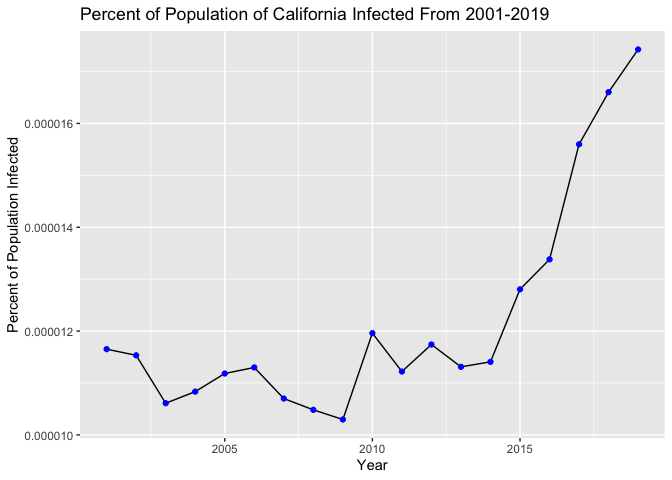 Percent of Population of California Infected From 2001-2019
Percent of Population Infected
0.000016
0.000014
0.000012
0.000010
2005 2010 2015
Year